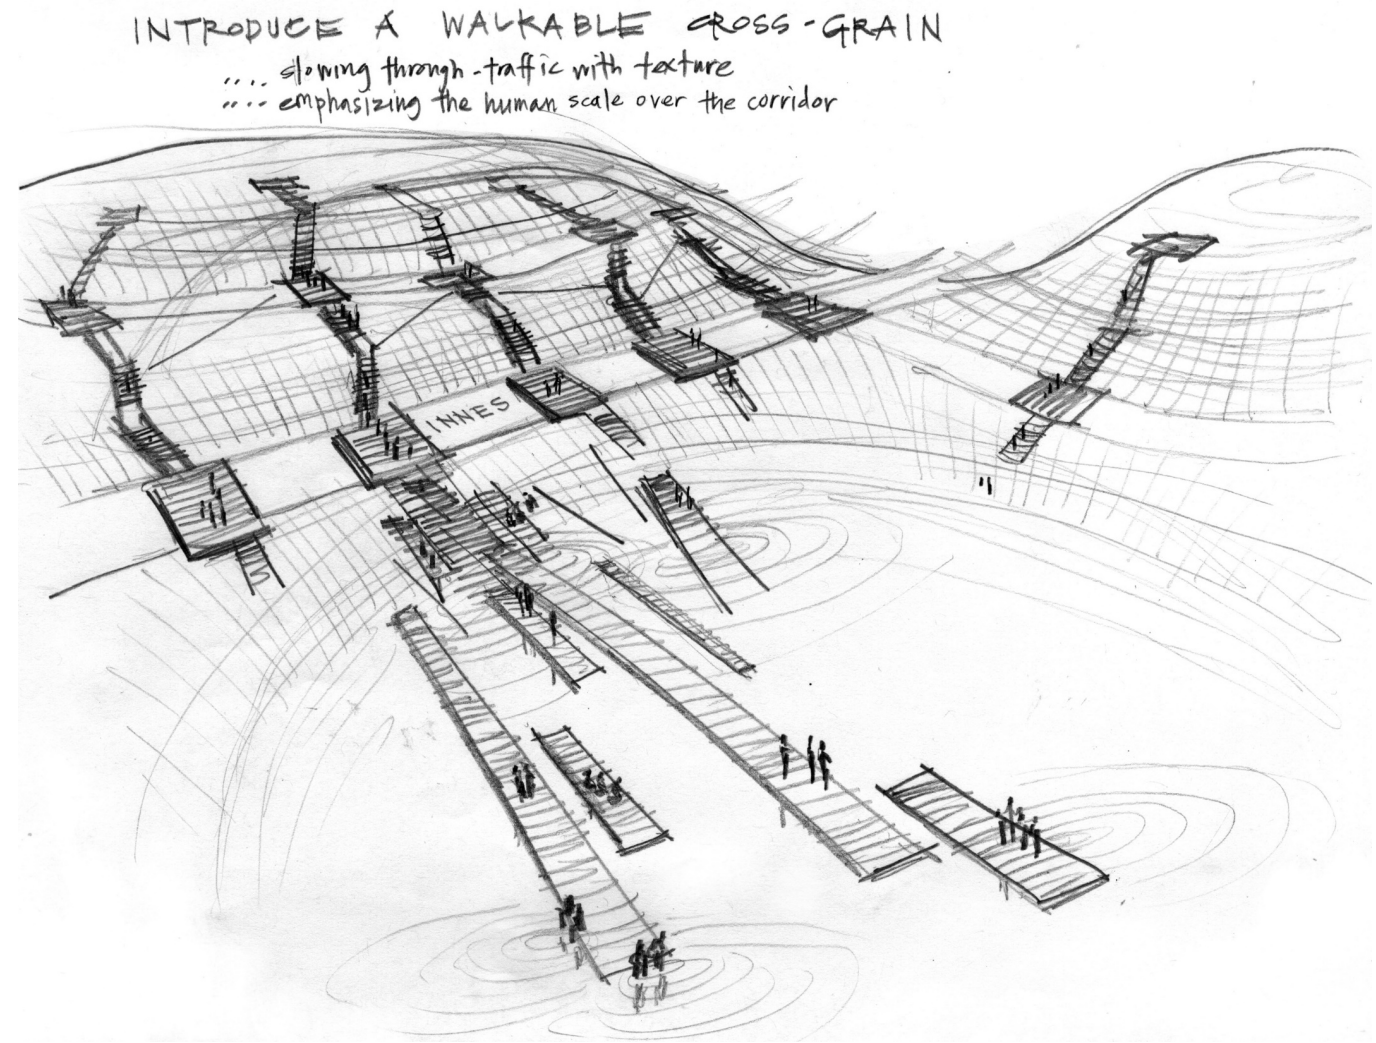 INTRODUCE A WALKABLE CROSS-GRAIN
.... slowing through-traffic with texture
.... emphasizing the human scale over the corridor
INNES